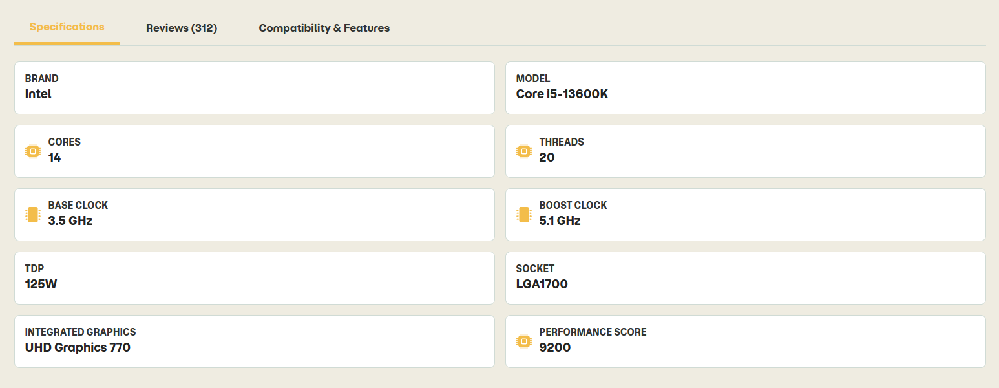 Specifications
Reviews (312)
Compatibility & Features
BRAND
Intel
MODEL
Core i5-13600K
CORES
14
THREADS
20
BASE CLOCK
3.5 GHz
BOOST CLOCK
5.1 GHz
TDP
125W
SOCKET
LGA1700
INTEGRATED GRAPHICS
UHD Graphics 770
PERFORMANCE SCORE
9200